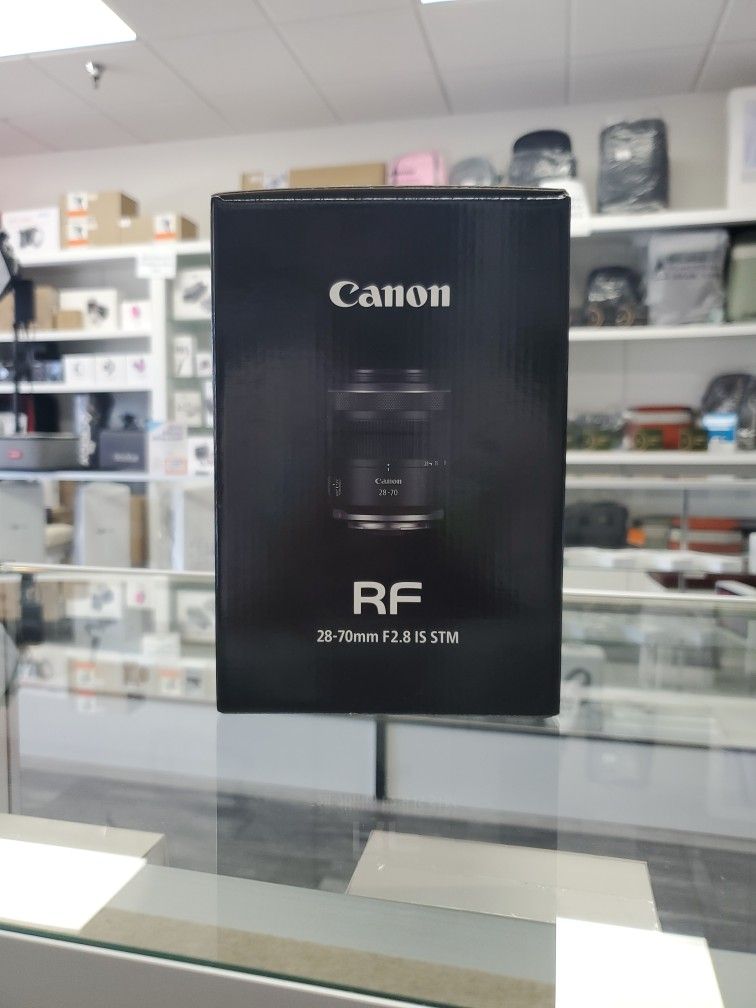 Canon
Canon
28-70
RF
28-70mm F2.8 IS STM